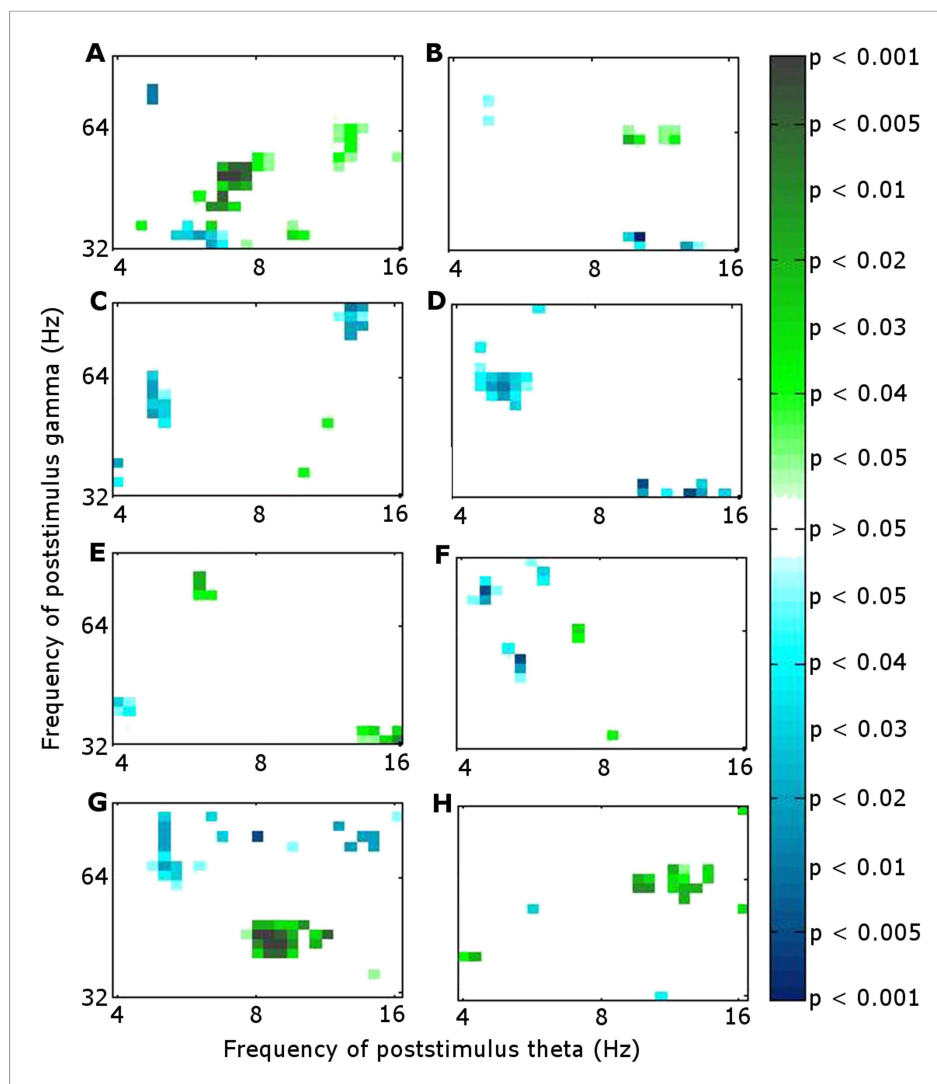 A
B
64
32
4 8 16
4 8 16
C
D
64
32
4 8 16
4 8 16
E
F
64
32
4 8 16
4 8 16
G
H
64
32
4 8 16
4 8 16
Frequency of poststimulus gamma (Hz)
Frequency of poststimulus theta (Hz)
p < 0.001
p < 0.005
p < 0.01
p < 0.02
p < 0.03
p < 0.04
p < 0.05
p > 0.05
p < 0.05
p < 0.04
p < 0.03
p < 0.02
p < 0.01
p < 0.005
p < 0.001